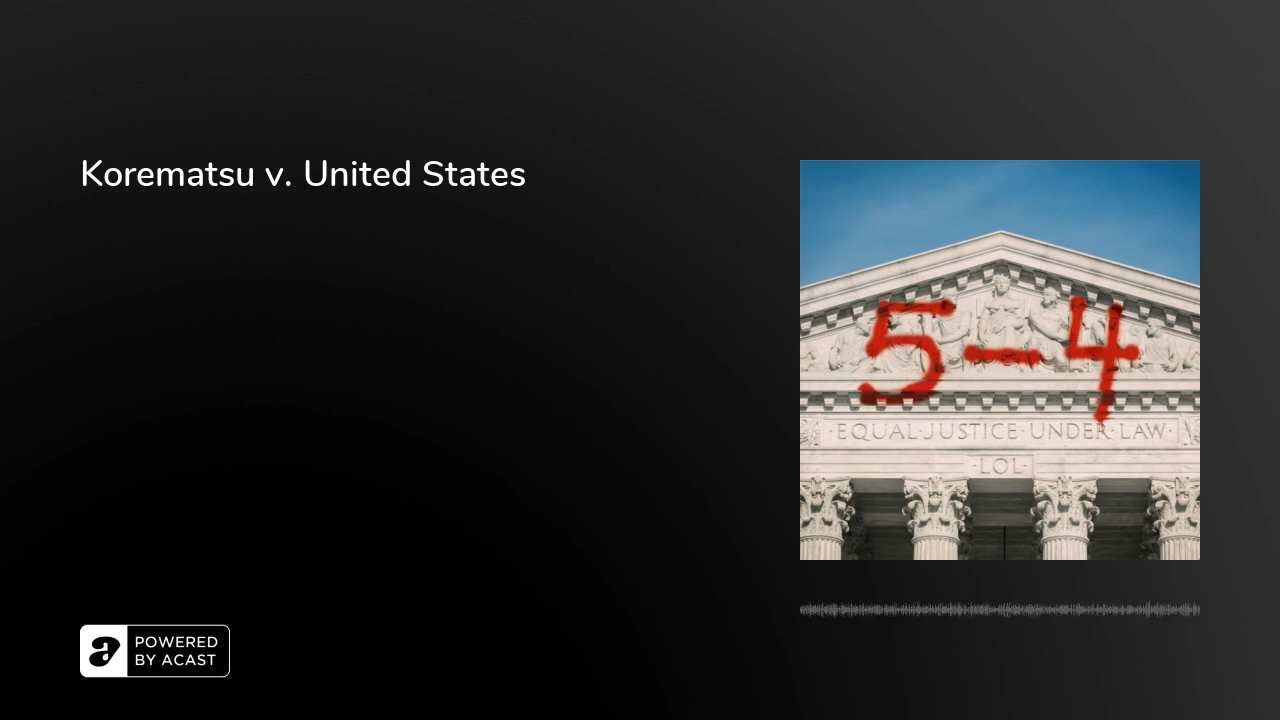 Korematsu v. United States
5-4
·EQUAL·JUSTICE·UNDER·LAW·
·LOL·
a
POWERED
BY ACAST